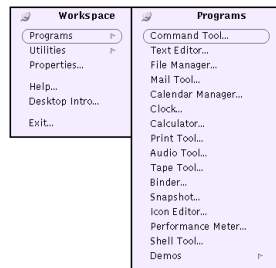 Workspace
Programs
Utilities
Properties...
Help...
Desktop Intro...
Exit...
Programs
Command Tool...
Text Editor...
File Manager...
Mail Tool...
Calendar Manager...
Clock...
Calculator...
Print Tool...
Audio Tool...
Tape Tool...
Binder...
Snapshot...
Icon Editor...
Performance Meter...
Shell Tool...
Demos